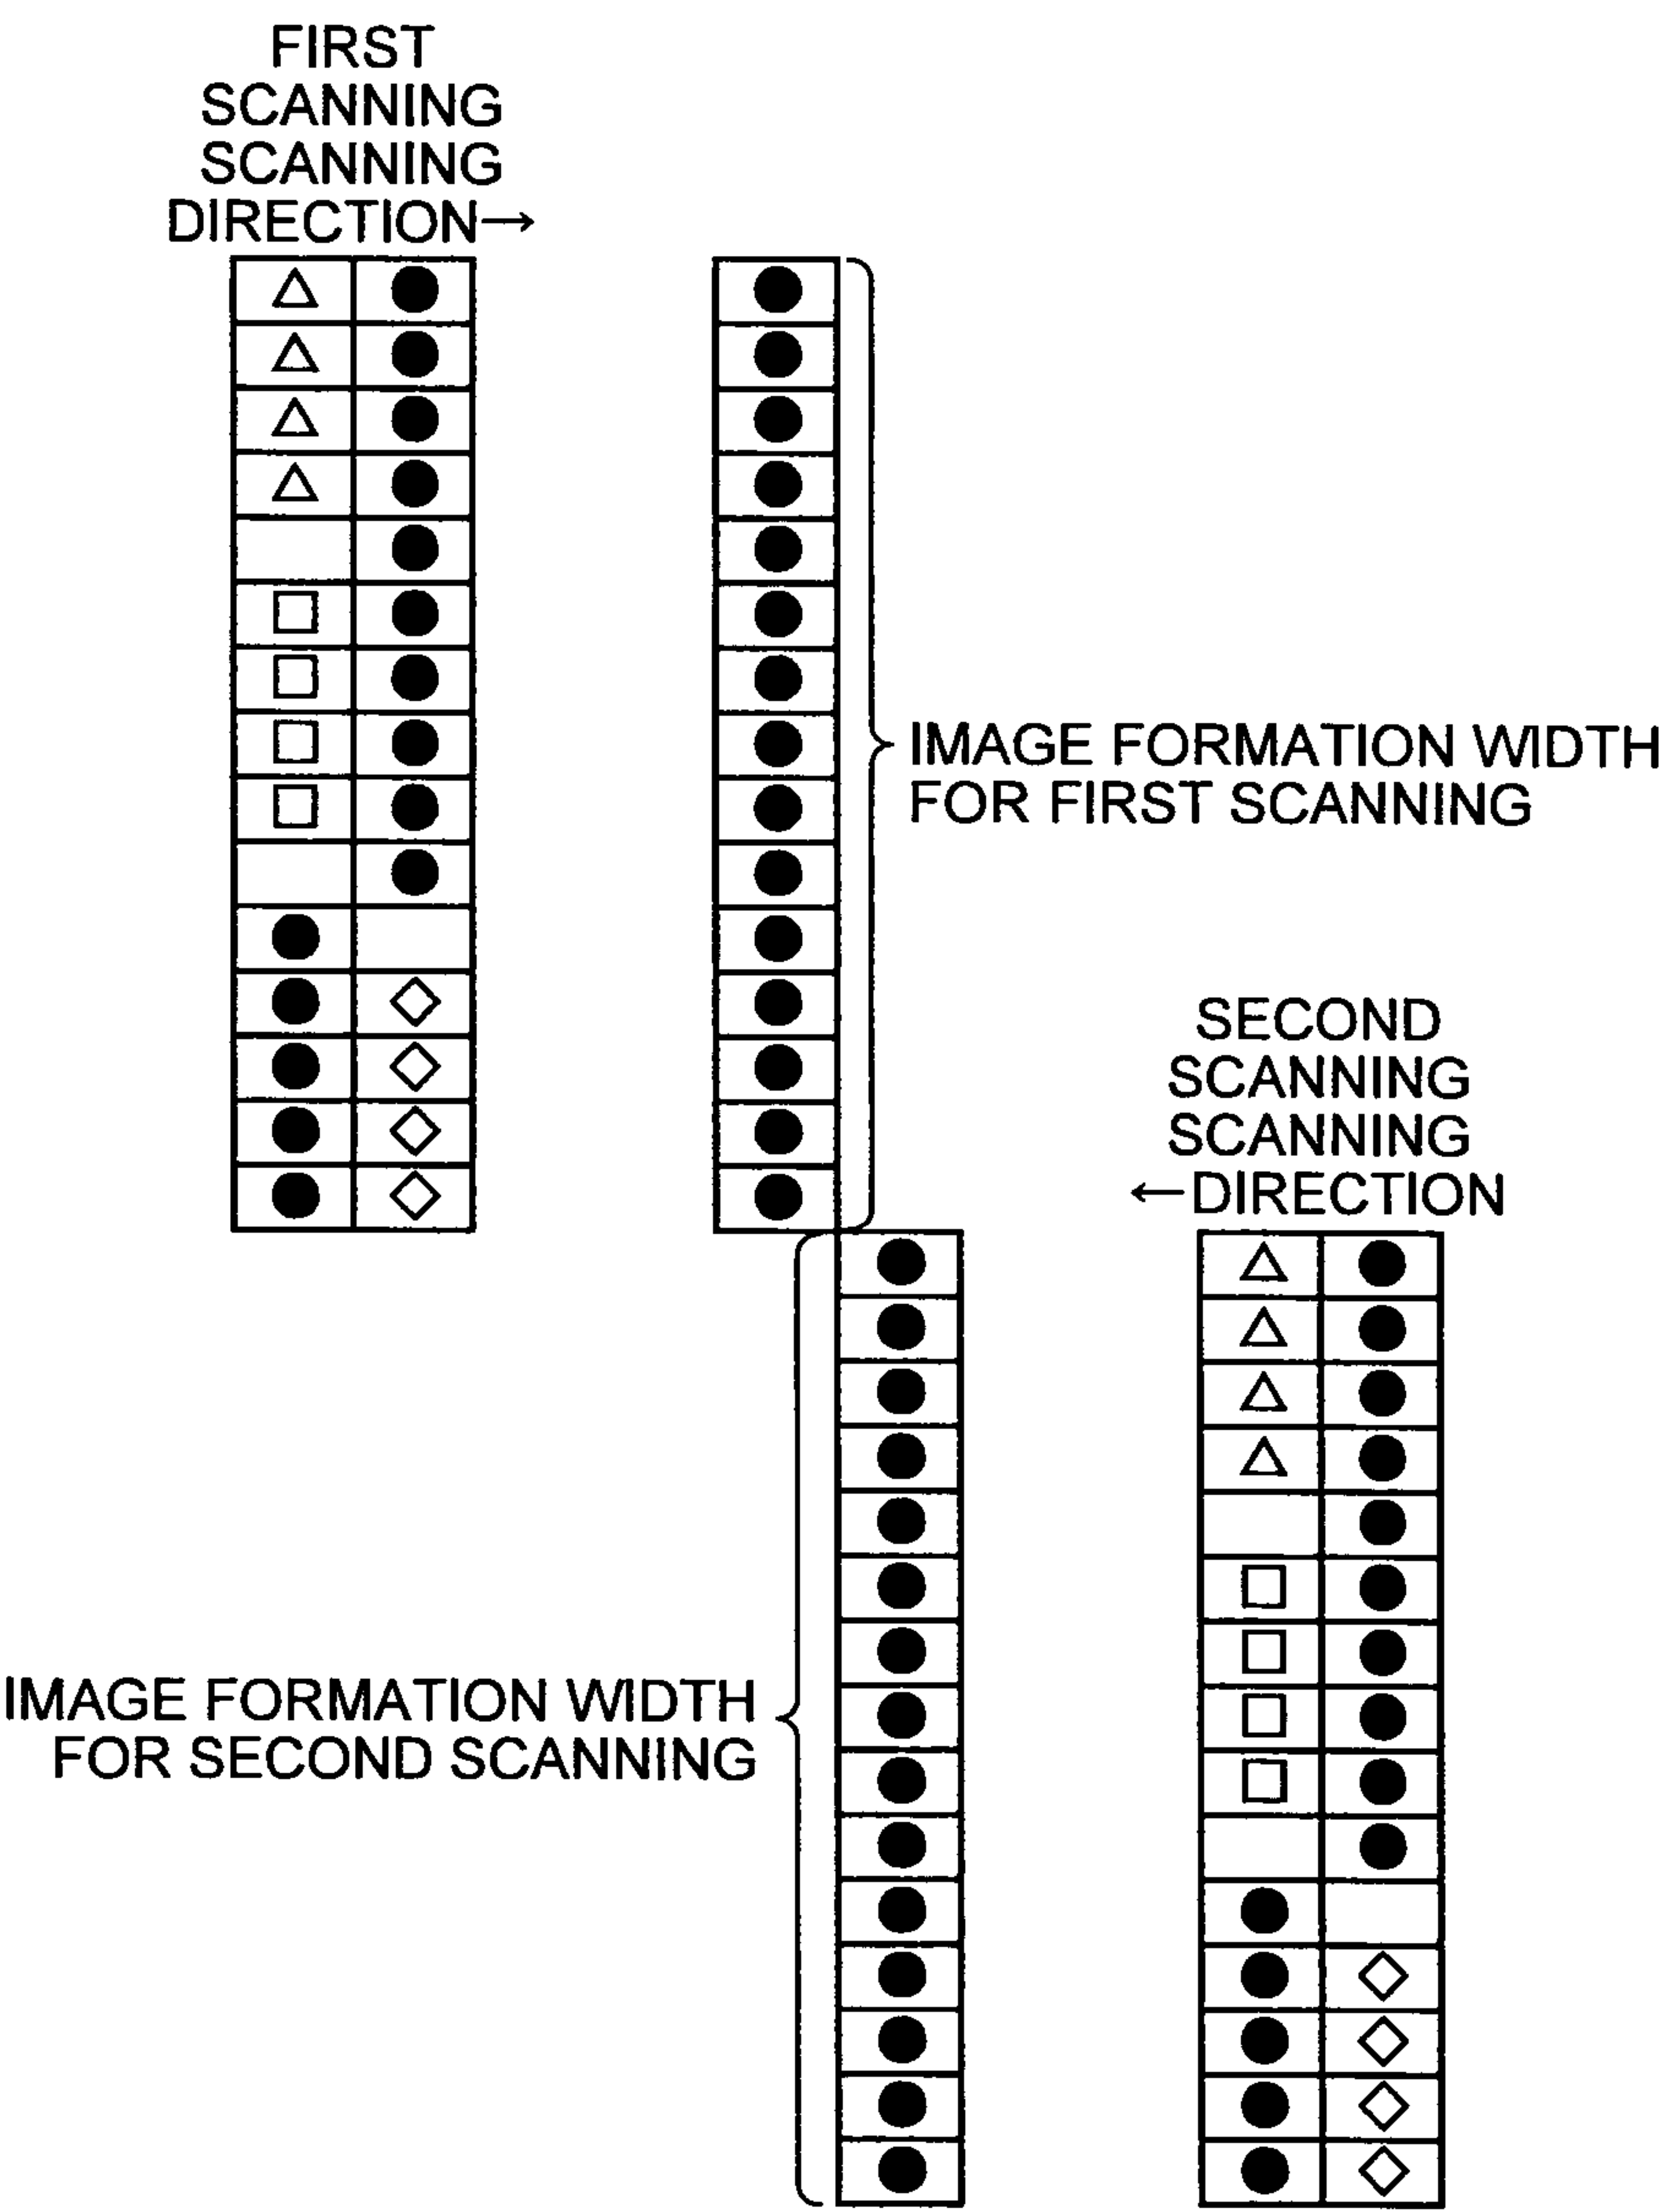 FIRST
SCANNING
SCANNING
DIRECTION→
IMAGE FORMATION WIDTH
FOR FIRST SCANNING
SECOND
SCANNING
SCANNING
←DIRECTION
IMAGE FORMATION WIDTH
FOR SECOND SCANNING